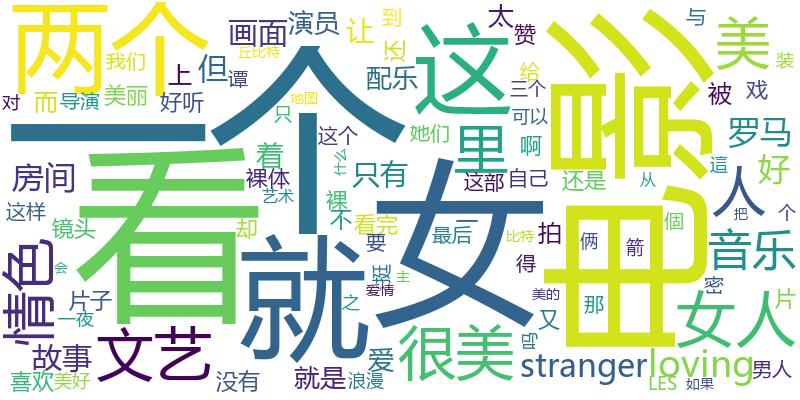 两个
一个
看
就
女
电影
这
里
很美
女人
美
人
音乐
文艺
情色
stranger
loving
罗马
好
房间
故事
画面
演员
让
还
到
太
赞
与
装
戏
被
但
上
谭
丘比特
我们
对
而
导演
美丽
好听
配乐
给
三个
可以
啊
她们
这个
只
地图
着
裸体
只有
什么
这部
自己
还是
從
這
这样
镜头
艺术
裸
不
看完
却
要
挺
最后
一
比特
得
拍
俩
箭
個
个
把
那
密
又
美的
吗
片
会
片子
一夜
主
爱情
之
爱
喜欢
美好
没有
就是
浪漫
男人
LES
如果